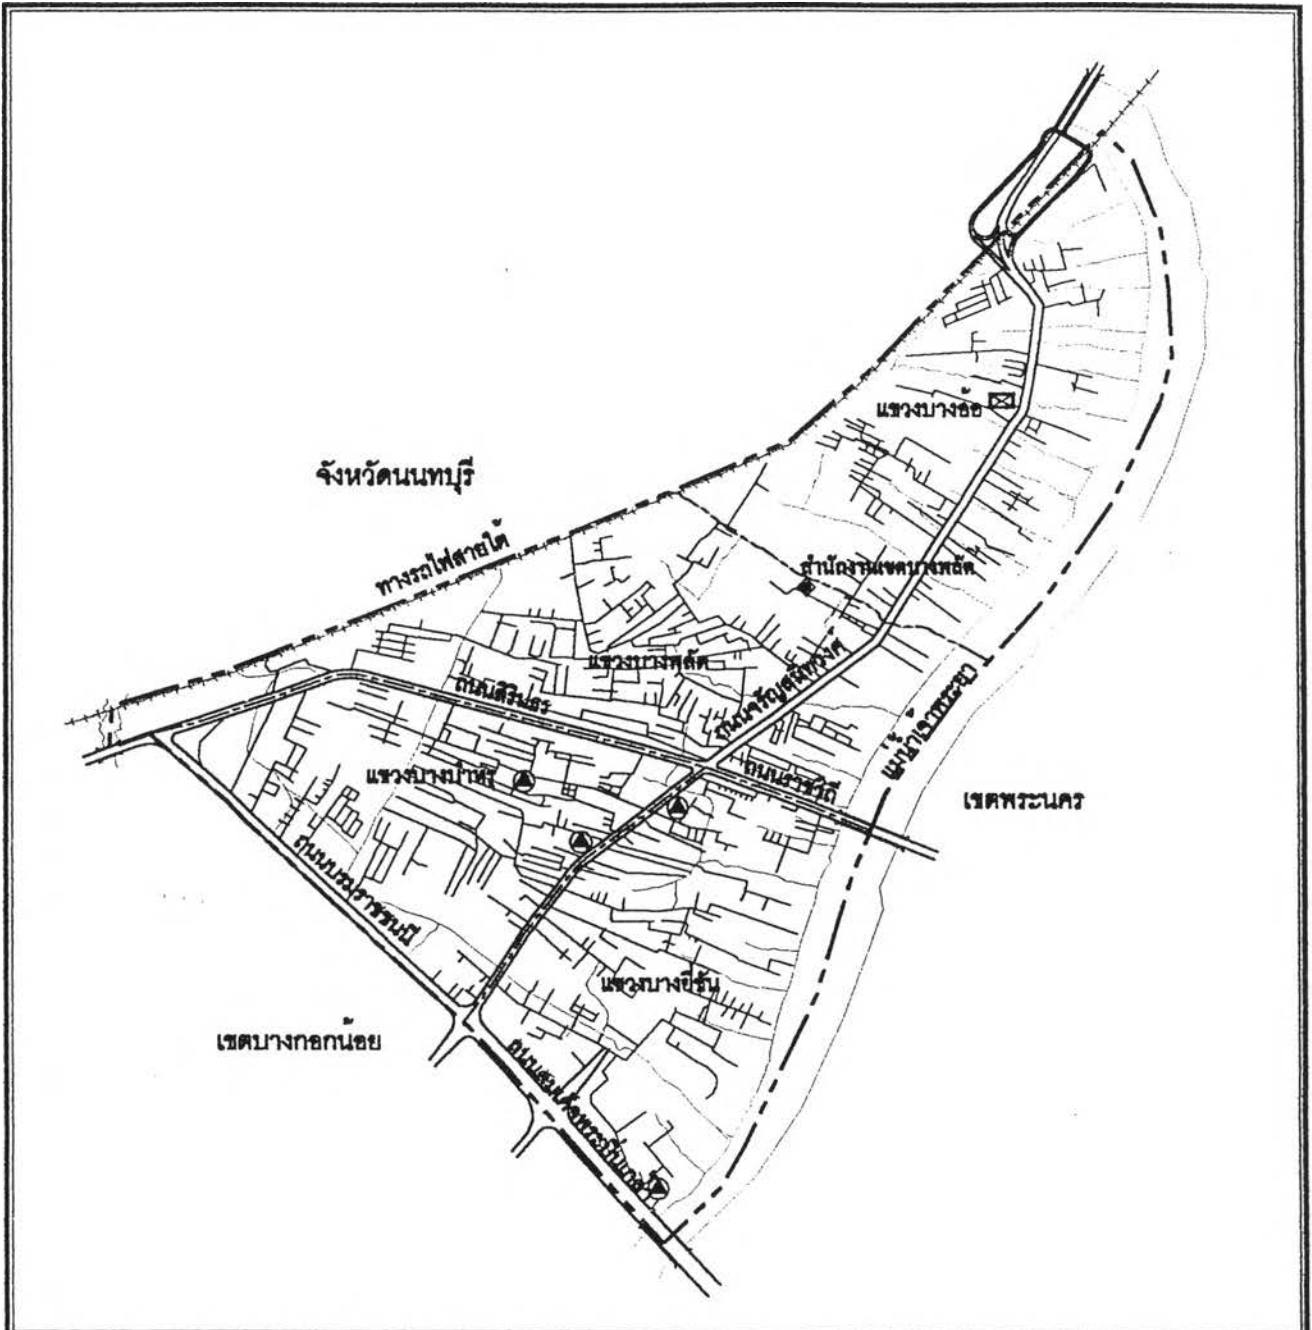 แขวงบางอ้อ
จังหวัดนนทบุรี
ทางรถไฟสายใต้
สำนักงานเขตบางพลัด
แขวงบางพลัด
ถนนจรัญสนิทวงศ์
ถนนสิรินธร
แม่น้ำเจ้าพระยา
แขวงบางบำหรุ
ถนนราชวิถี
เขตพระนคร
ถนนบรมราชชนนี
แขวงบางยี่ขัน
เขตบางกอกน้อย
ถนนสมเด็จพระปิ่นเกล้า